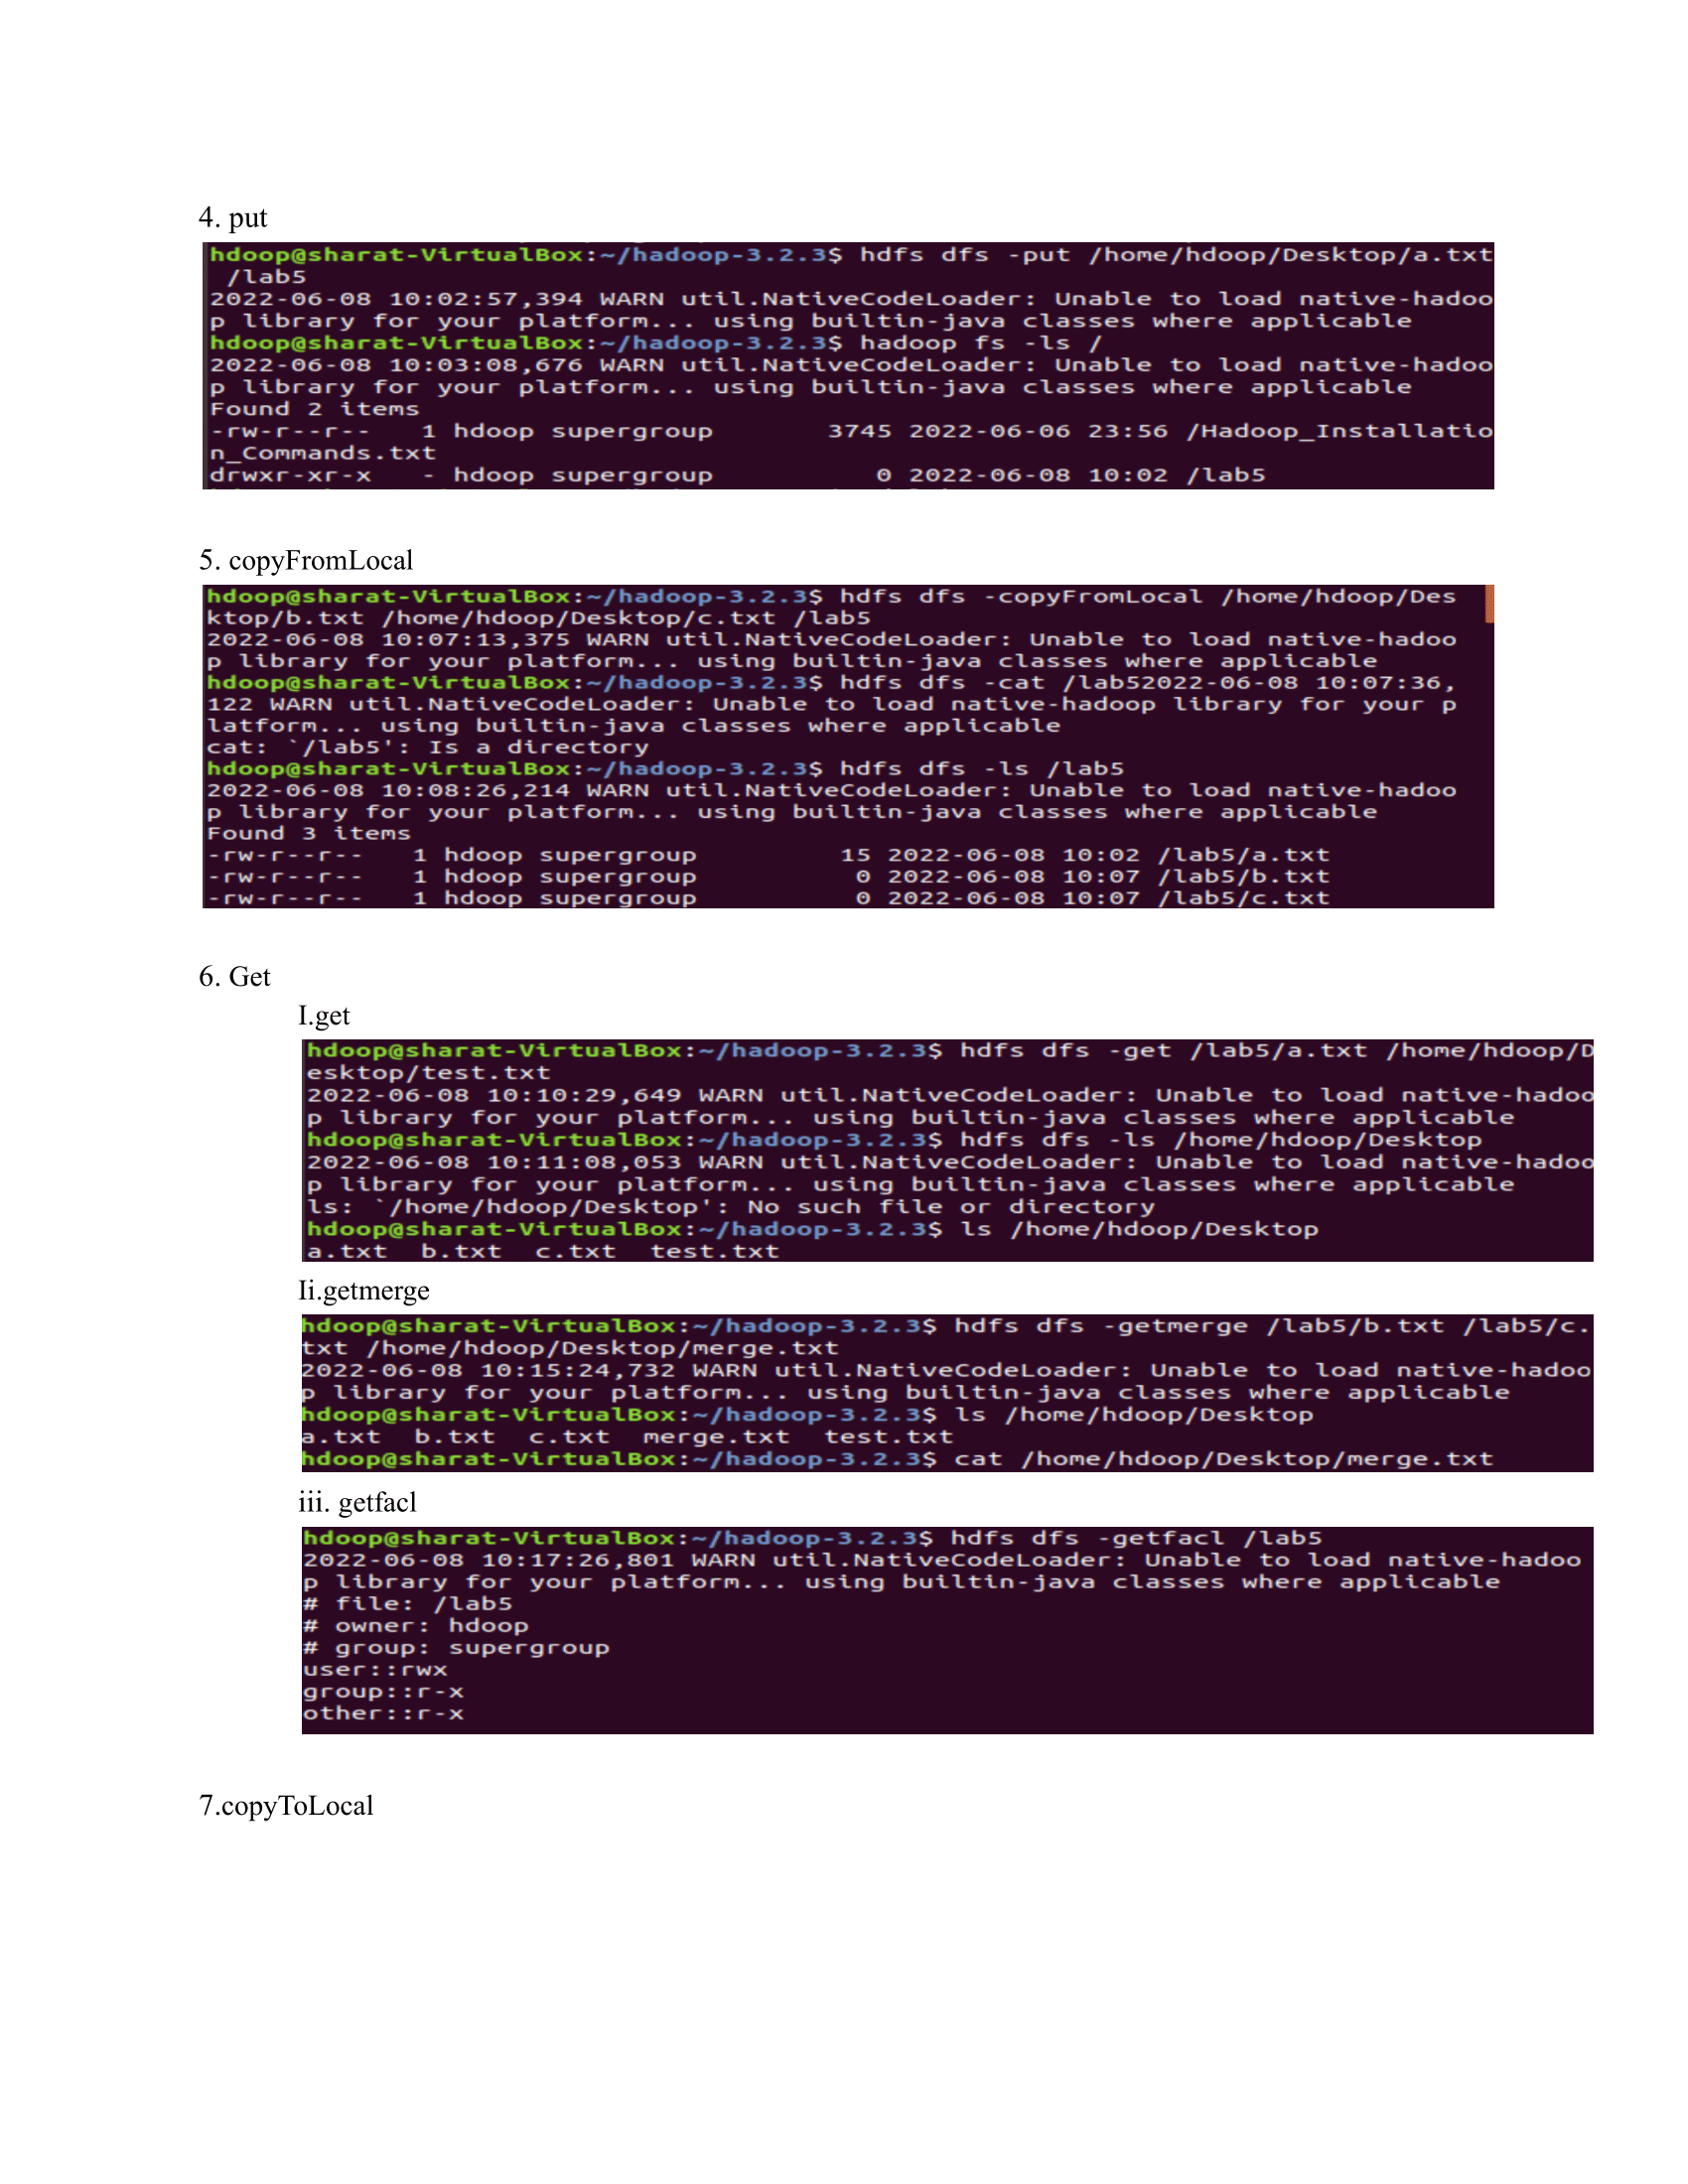 4. put
hdoop@sharat-VirtualBox:~/hadoop-3.2.3$ hdfs dfs -put /home/hdoop/Desktop/a.txt
 /lab5
2022-06-08 10:02:57,394 WARN util.NativeCodeLoader: Unable to load native-hadoo
p library for your platform... using builtin-java classes where applicable
hdoop@sharat-VirtualBox:~/hadoop-3.2.3$ hadoop fs -ls /
2022-06-08 10:03:08,676 WARN util.NativeCodeLoader: Unable to load native-hadoo
p library for your platform... using builtin-java classes where applicable
Found 2 items
-rw-r--r--   1 hdoop supergroup       3745 2022-06-06 23:56 /Hadoop_Installatio
n_Commands.txt
drwxr-xr-x   - hdoop supergroup          0 2022-06-08 10:02 /lab5
5. copyFromLocal
hdoop@sharat-VirtualBox:~/hadoop-3.2.3$ hdfs dfs -copyFromLocal /home/hdoop/Des
ktop/b.txt /home/hdoop/Desktop/c.txt /lab5
2022-06-08 10:07:13,375 WARN util.NativeCodeLoader: Unable to load native-hadoo
p library for your platform... using builtin-java classes where applicable
hdoop@sharat-VirtualBox:~/hadoop-3.2.3$ hdfs dfs -cat /lab52022-06-08 10:07:36,
122 WARN util.NativeCodeLoader: Unable to load native-hadoop library for your p
latform... using builtin-java classes where applicable
cat: `/lab5': Is a directory
hdoop@sharat-VirtualBox:~/hadoop-3.2.3$ hdfs dfs -ls /lab5
2022-06-08 10:08:26,214 WARN util.NativeCodeLoader: Unable to load native-hadoo
p library for your platform... using builtin-java classes where applicable
Found 3 items
-rw-r--r--   1 hdoop supergroup         15 2022-06-08 10:02 /lab5/a.txt
-rw-r--r--   1 hdoop supergroup          0 2022-06-08 10:07 /lab5/b.txt
-rw-r--r--   1 hdoop supergroup          0 2022-06-08 10:07 /lab5/c.txt
6. Get
I.get
hdoop@sharat-VirtualBox:~/hadoop-3.2.3$ hdfs dfs -get /lab5/a.txt /home/hdoop/D
esktop/test.txt
2022-06-08 10:10:29,649 WARN util.NativeCodeLoader: Unable to load native-hadoo
p library for your platform... using builtin-java classes where applicable
hdoop@sharat-VirtualBox:~/hadoop-3.2.3$ hdfs dfs -ls /home/hdoop/Desktop
2022-06-08 10:11:08,053 WARN util.NativeCodeLoader: Unable to load native-hadoo
p library for your platform... using builtin-java classes where applicable
ls: `/home/hdoop/Desktop': No such file or directory
hdoop@sharat-VirtualBox:~/hadoop-3.2.3$ ls /home/hdoop/Desktop
a.txt  b.txt  c.txt  test.txt
Ii.getmerge
hdoop@sharat-VirtualBox:~/hadoop-3.2.3$ hdfs dfs -getmerge /lab5/b.txt /lab5/c.
txt /home/hdoop/Desktop/merge.txt
2022-06-08 10:15:24,732 WARN util.NativeCodeLoader: Unable to load native-hadoo
p library for your platform... using builtin-java classes where applicable
hdoop@sharat-VirtualBox:~/hadoop-3.2.3$ ls /home/hdoop/Desktop
a.txt  b.txt  c.txt  merge.txt  test.txt
hdoop@sharat-VirtualBox:~/hadoop-3.2.3$ cat /home/hdoop/Desktop/merge.txt
iii. getfacl
hdoop@sharat-VirtualBox:~/hadoop-3.2.3$ hdfs dfs -getfacl /lab5
2022-06-08 10:17:26,801 WARN util.NativeCodeLoader: Unable to load native-hadoo
p library for your platform... using builtin-java classes where applicable
# file: /lab5
# owner: hdoop
# group: supergroup
user::rwx
group::r-x
other::r-x
7.copyToLocal